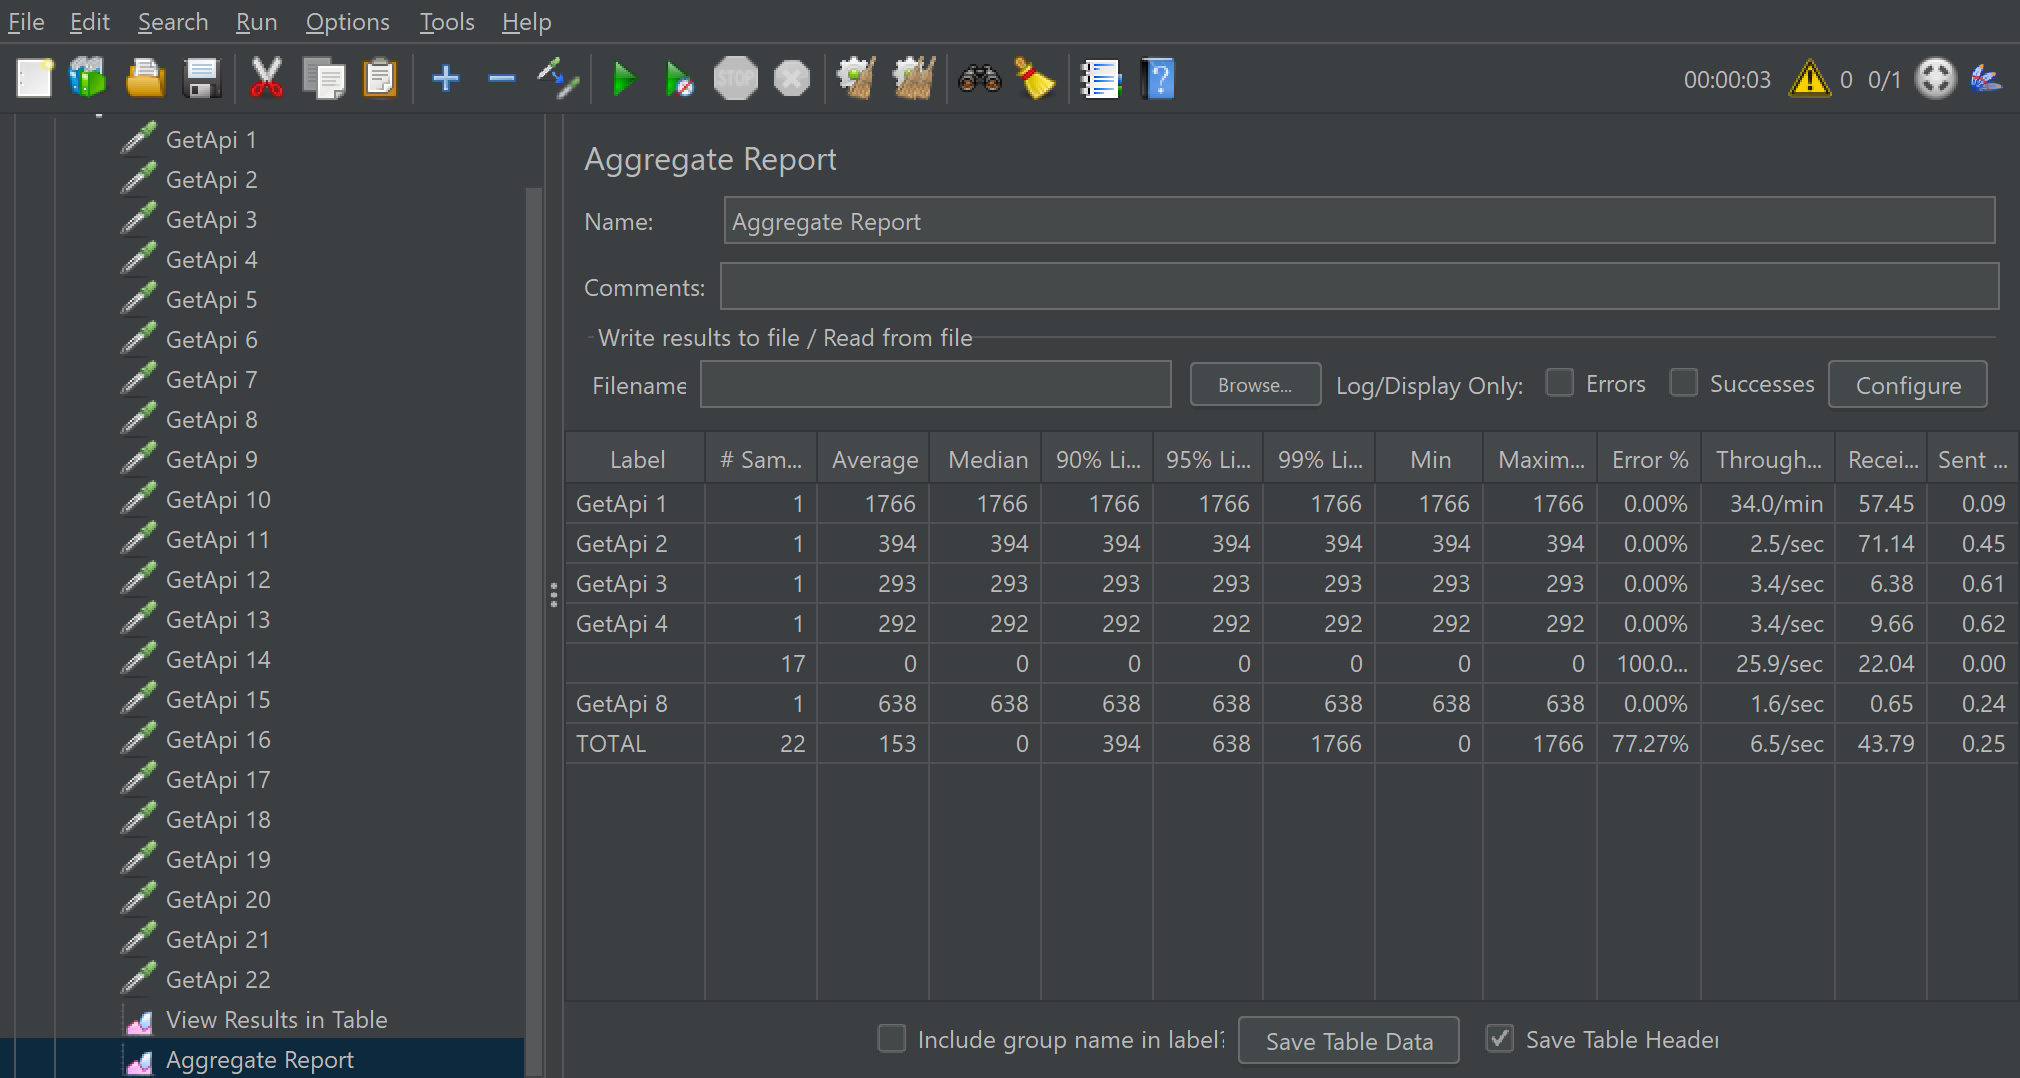 File Edit Search Run Options Tools Help
STOP
00:00:03 0 0/1
GetApi 1
GetApi 2
GetApi 3
GetApi 4
GetApi 5
GetApi 6
GetApi 7
GetApi 8
GetApi 9
GetApi 10
GetApi 11
GetApi 12
GetApi 13
GetApi 14
GetApi 15
GetApi 16
GetApi 17
GetApi 18
GetApi 19
GetApi 20
GetApi 21
GetApi 22
View Results in Table
Aggregate Report
Aggregate Report
Name: Aggregate Report
Comments:
Write results to file / Read from file
Filename Browse... Log/Display Only: Errors Successes Configure
Label # Sam... Average Median 90% Li... 95% Li... 99% Li... Min Maxim... Error % Through... Recei... Sent ...
GetApi 1 1 1766 1766 1766 1766 1766 1766 1766 0.00% 34.0/min 57.45 0.09
GetApi 2 1 394 394 394 394 394 394 394 0.00% 2.5/sec 71.14 0.45
GetApi 3 1 293 293 293 293 293 293 293 0.00% 3.4/sec 6.38 0.61
GetApi 4 1 292 292 292 292 292 292 292 0.00% 3.4/sec 9.66 0.62
17 0 0 0 0 0 0 0 100.0... 25.9/sec 22.04 0.00
GetApi 8 1 638 638 638 638 638 638 638 0.00% 1.6/sec 0.65 0.24
TOTAL 22 153 0 394 638 1766 0 1766 77.27% 6.5/sec 43.79 0.25
Include group name in label? Save Table Data Save Table Header